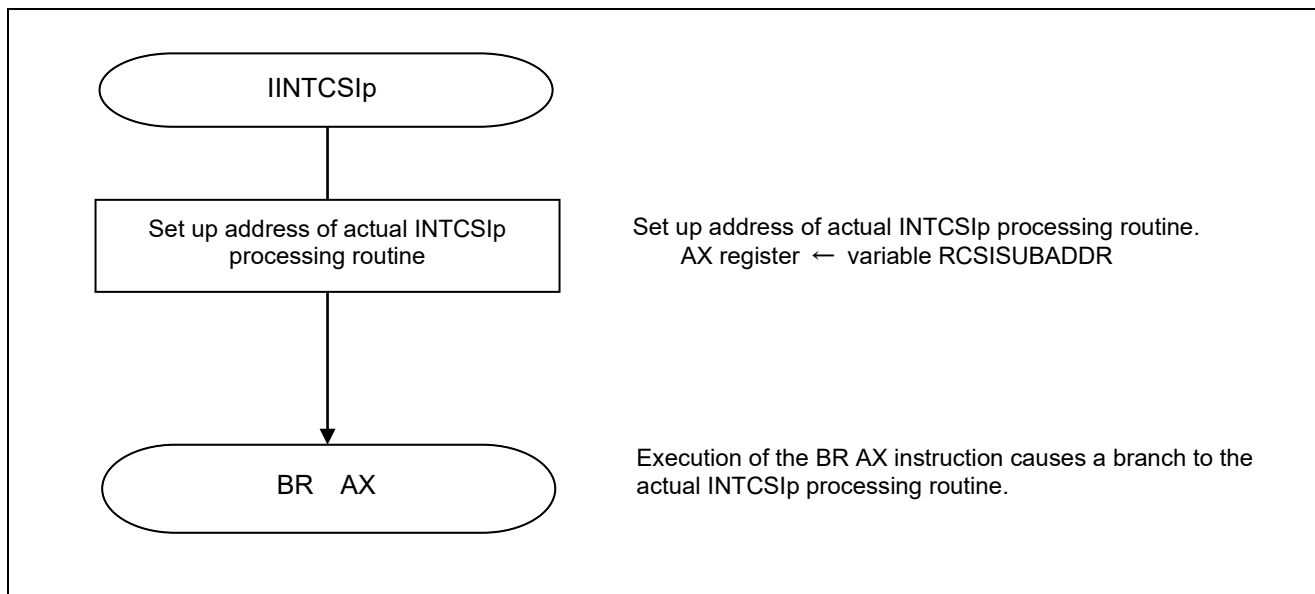 IINTCSIp
Set up address of actual INTCSIp
processing routine
Set up address of actual INTCSIp processing routine.
AX register ← variable RCSISUBADDR
BR AX
Execution of the BR AX instruction causes a branch to the
actual INTCSIp processing routine.